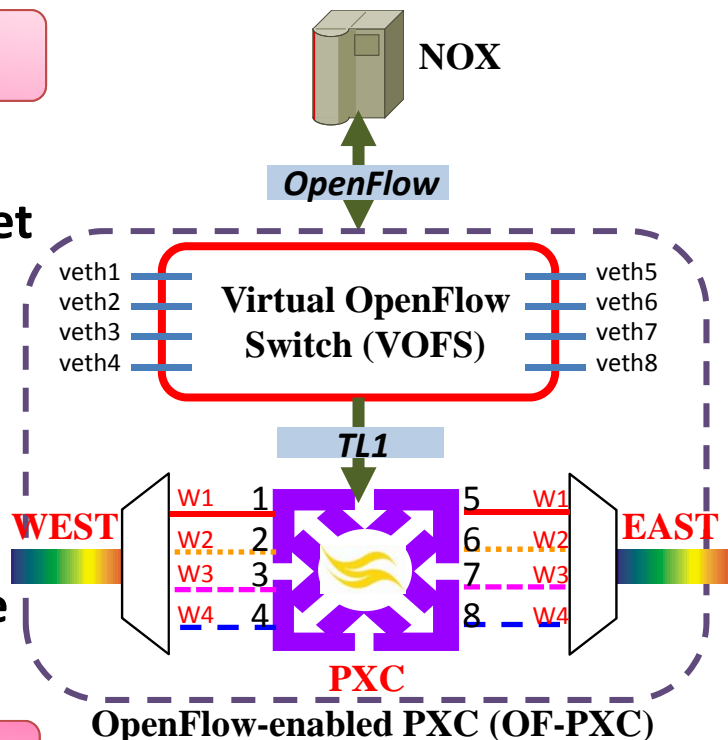 NOX
OpenFlow
et
veth1
veth2
veth3
veth4
Virtual OpenFlow
Switch (VOFS)
veth5
veth6
veth7
veth8
TL1
WEST
W1
W2
W3
W4
1
2
3
4
5
6
7
8
W1
W2
W3
W4
EAST
e
PXC
OpenFlow-enabled PXC (OF-PXC)